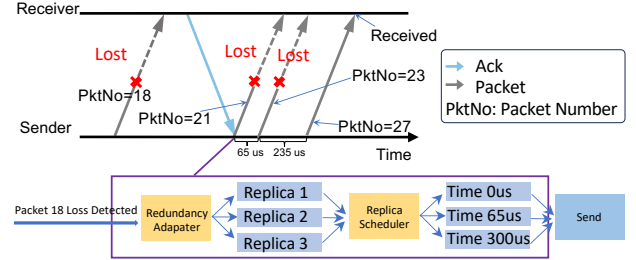 Receiver
Lost
Lost
Lost
Received
PktNo=18
PktNo=21
PktNo=23
PktNo=27
Ack
Packet
PktNo: Packet Number
Sender
Time
65 us
235 us
Packet 18 Loss Detected
Redundancy
Adapater
Replica 1
Replica 2
Replica 3
Replica
Scheduler
Time 0us
Time 65us
Time 300us
Send